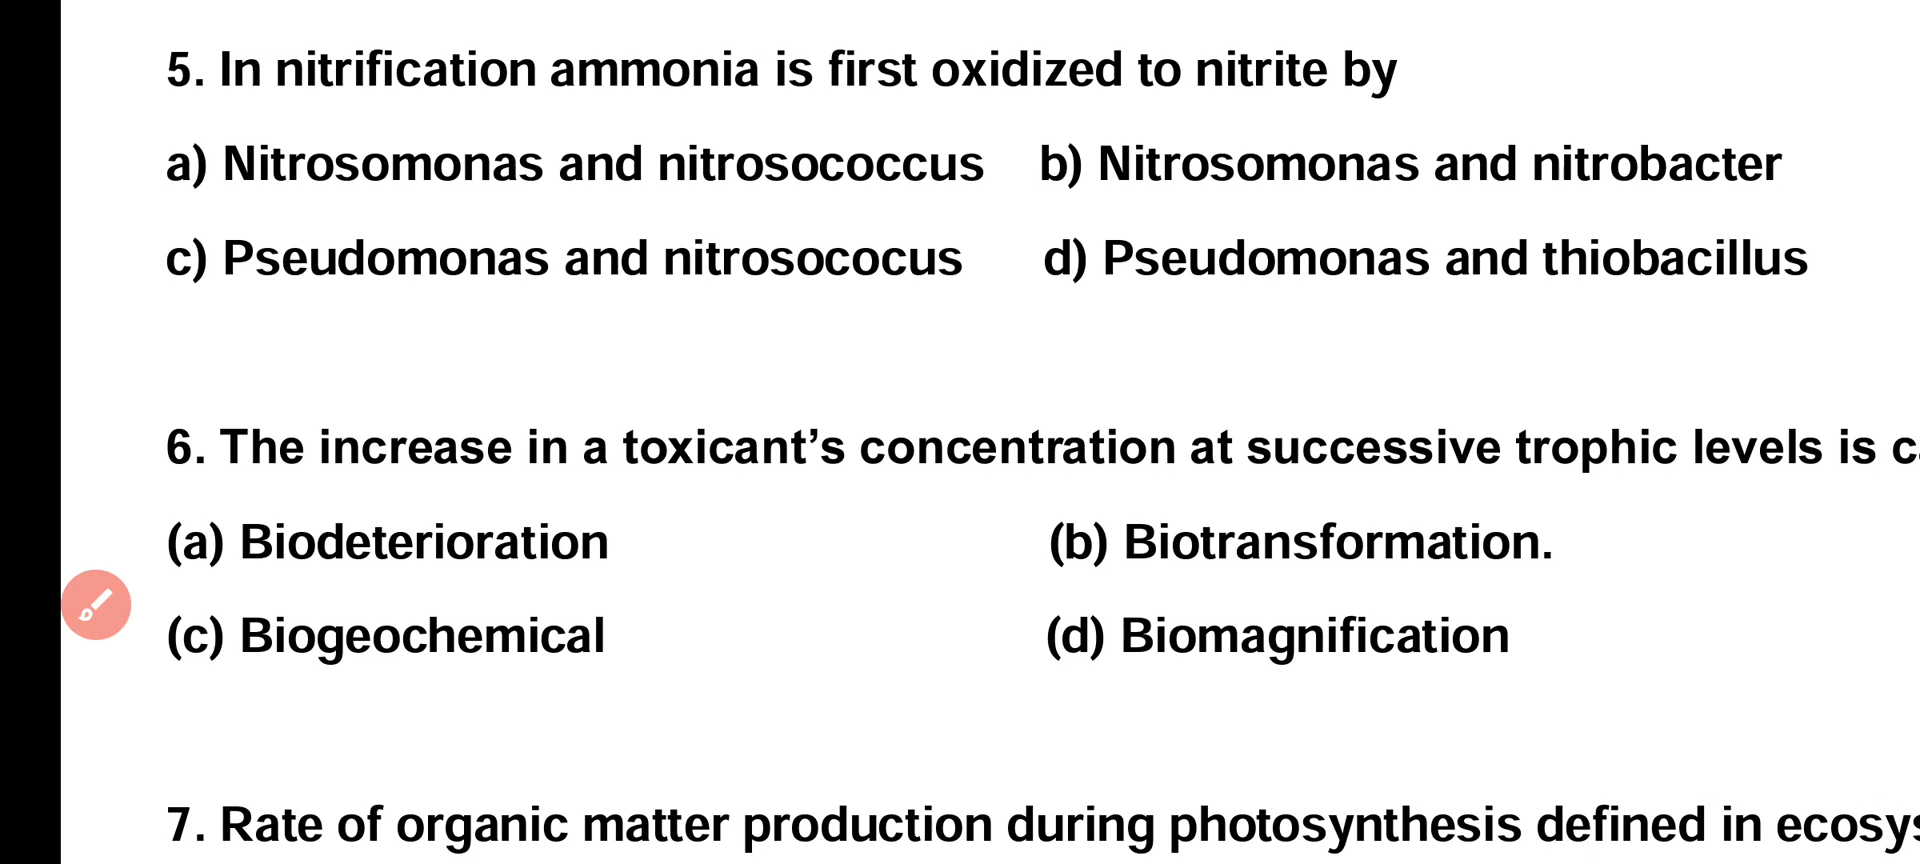 5. In nitrification ammonia is first oxidized to nitrite by
a) Nitrosomonas and nitrosococcus b) Nitrosomonas and nitrobacter
c) Pseudomonas and nitrosococus d) Pseudomonas and thiobacillus
6. The increase in a toxicant’s concentration at successive trophic levels is
(a) Biodeterioration (b) Biotransformation.
(c) Biogeochemical (d) Biomagnification
7. Rate of organic matter production during photosynthesis defined in